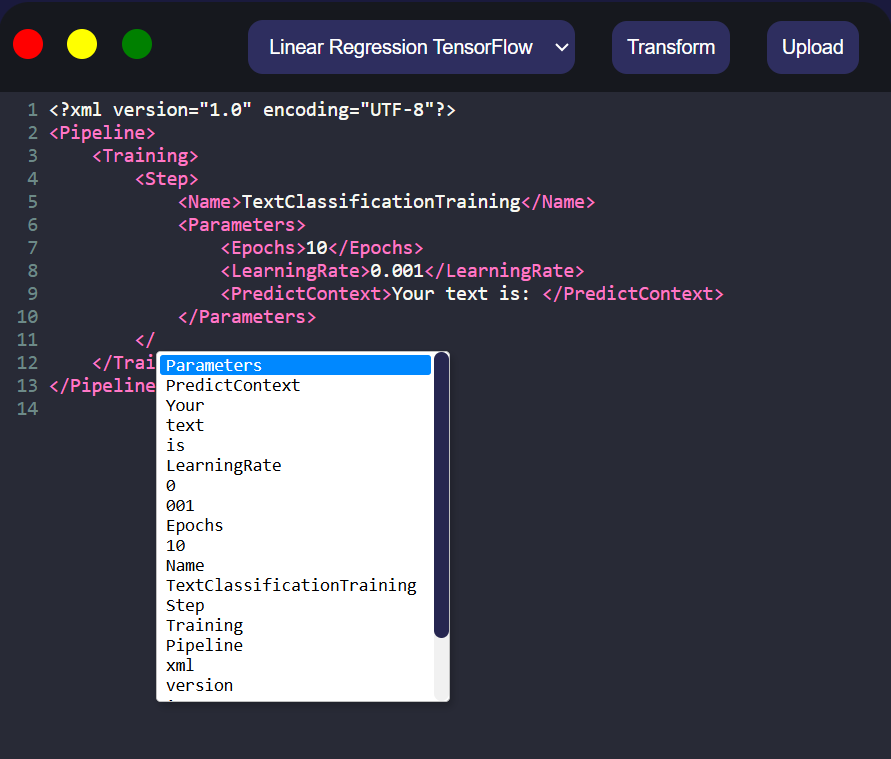 Linear Regression TensorFlow
Transform
Upload
1 <?xml version="1.0" encoding="UTF-8"?>
2 <Pipeline>
3 <Training>
4 <Step>
5 <Name>TextClassificationTraining</Name>
6 <Parameters>
7 <Epochs>10</Epochs>
8 <LearningRate>0.001</LearningRate>
9 <PredictContext>Your text is: </PredictContext>
10 </Parameters>
11 </
12 </Trai
13 </Pipeline
14
Parameters
PredictContext
Your
text
is
LearningRate
0
001
Epochs
10
Name
TextClassificationTraining
Step
Training
Pipeline
xml
version